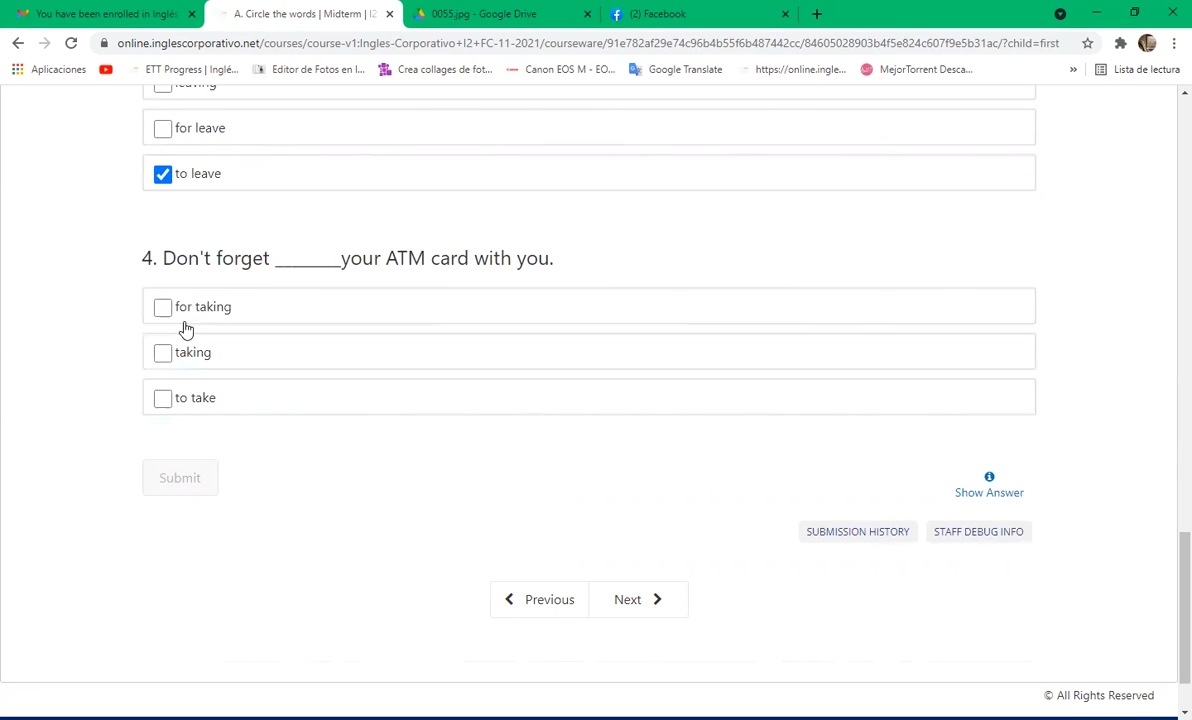 You have been enrolled in Inglés
A. Circle the words | Midterm | I2
0055.jpg - Google Drive
(2) Facebook
online.inglescorporativo.net/courses/course-v1:Ingles-Corporativo+I2+FC-11-2021/courseware/91e782af29e74c96b4b55f6b487442cc/84605028903b4f5e824c607f9e5b31ac/?child=first
Aplicaciones
ETT Progress | Inglé...
Editor de Fotos en l...
Crea collages de fot...
Canon EOS M - EO...
Google Translate
https://online.ingle...
MejorTorrent Desca...
»
Lista de lectura
leaving
for leave
to leave
4. Don't forget _______your ATM card with you.
for taking
taking
to take
Submit
Show Answer
SUBMISSION HISTORY
STAFF DEBUG INFO
Previous
Next
© All Rights Reserved